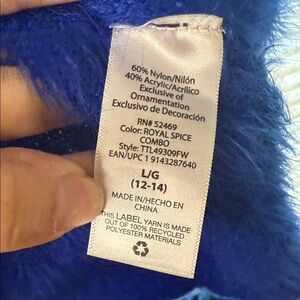 60% Nylon/Nilón
40% Acrylic/Acrílico
Exclusive of
Ornamentation
Exclusivo de Decoración
RN# 52469
Color: ROYAL SPICE
COMBO
Style: TTL49309FW
EAN/UPC 1 9143287640
L/G
(12-14)
MADE IN/HECHO EN
CHINA
THIS LABEL YARN IS MADE
OUT OF 100% RECYCLED
POLYESTER MATERIALS